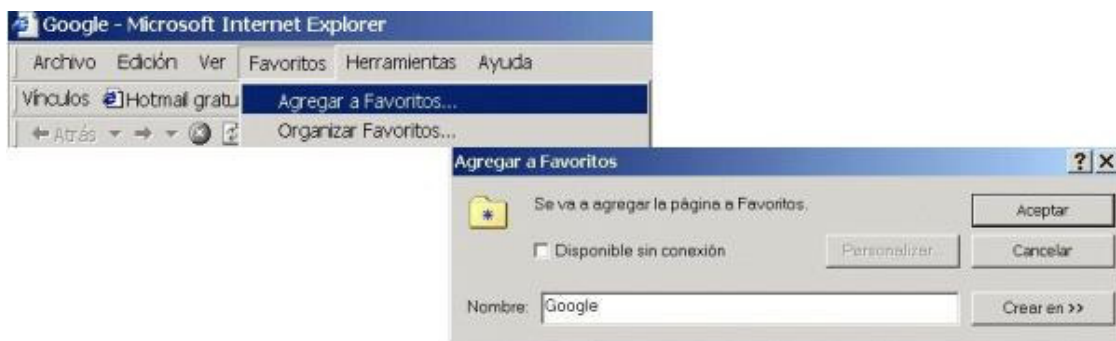 Google - Microsoft Internet Explorer
Archivo Edición Ver Favoritos Herramientas Ayuda
Vínculos Hotmail gratu
Agregar a Favoritos...
Atrás
Organizar Favoritos...
Agregar a Favoritos
Se va a agregar la página a Favoritos.
Aceptar
Disponible sin conexión
Personalizar...
Cancelar
Nombre:
Google
Crear en >>